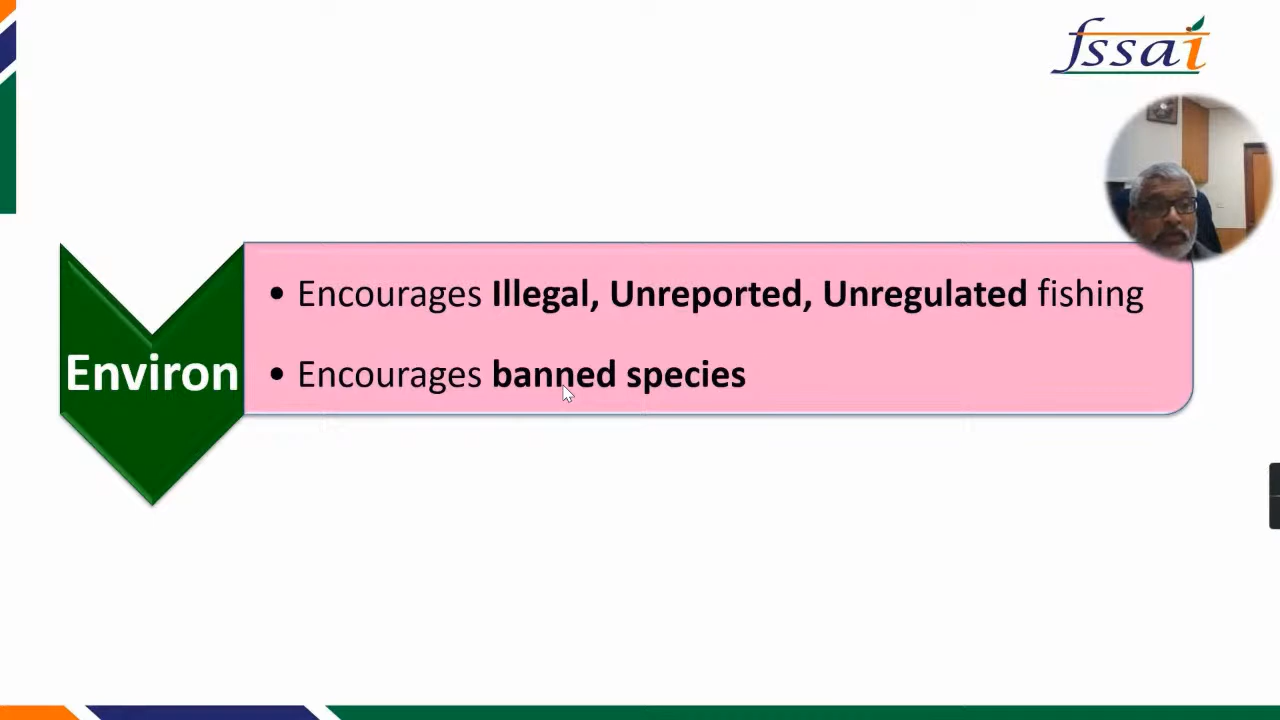 fssai
Environ
• Encourages Illegal, Unreported, Unregulated fishing
• Encourages banned species